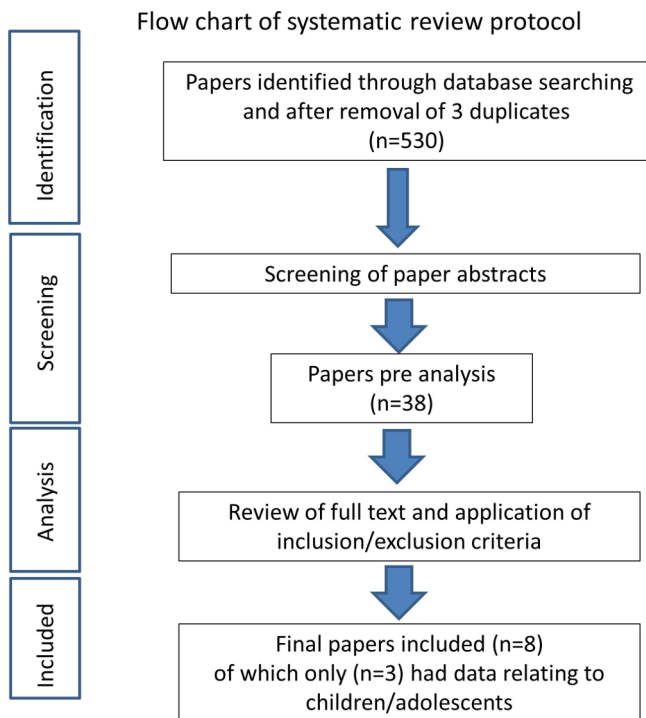 Flow chart of systematic review protocol
Identification
Papers identified through database searching
and after removal of 3 duplicates
(n=530)
Screening
Screening of paper abstracts
Papers pre analysis
(n=38)
Analysis
Review of full text and application of
inclusion/exclusion criteria
Included
Final papers included (n=8)
of which only (n=3) had data relating to
children/adolescents